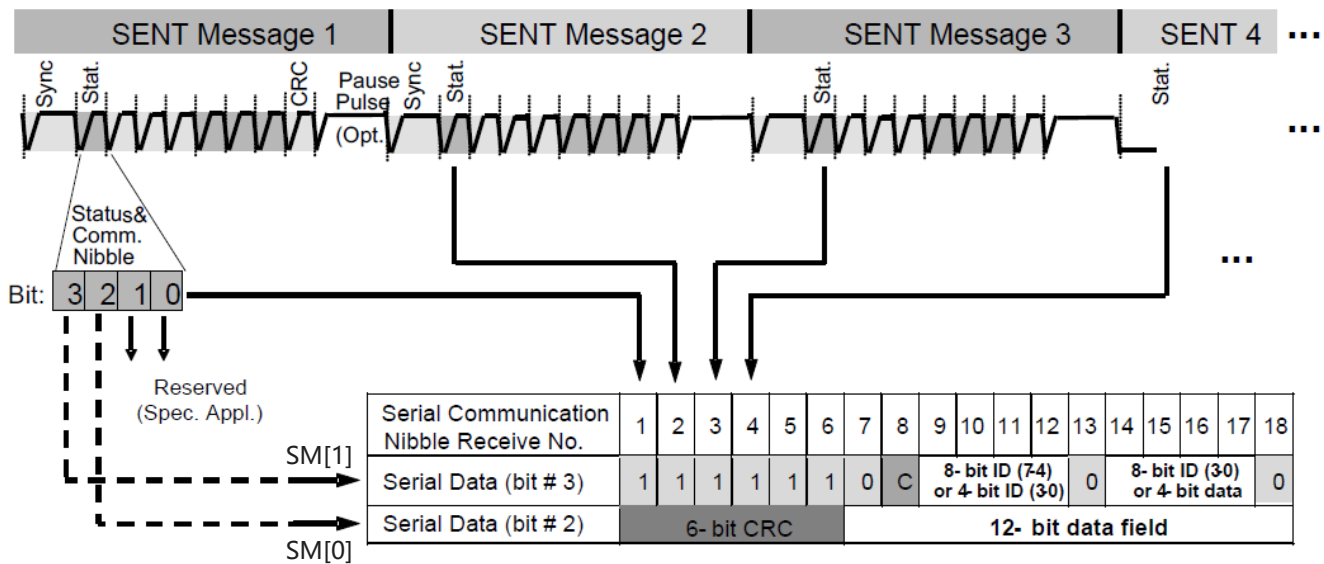 SENT Message 1 SENT Message 2 SENT Message 3 SENT 4 ...
Sync Stat. CRC Pause Pulse (Opt. Sync Stat. Stat. Stat. ...
Status&
Comm.
Nibble
...
Bit: 3 2 1 0
Reserved
(Spec. Appl.)
Serial Communication
Nibble Receive No. 1 2 3 4 5 6 7 8 9 10 11 12 13 14 15 16 17 18
SM[1]
Serial Data (bit # 3) 1 1 1 1 1 1 0 C 8- bit ID (7-4) or 4- bit ID (30) 0 8- bit ID (30) or 4- bit data 0
Serial Data (bit # 2) 6- bit CRC 12- bit data field
SM[0]